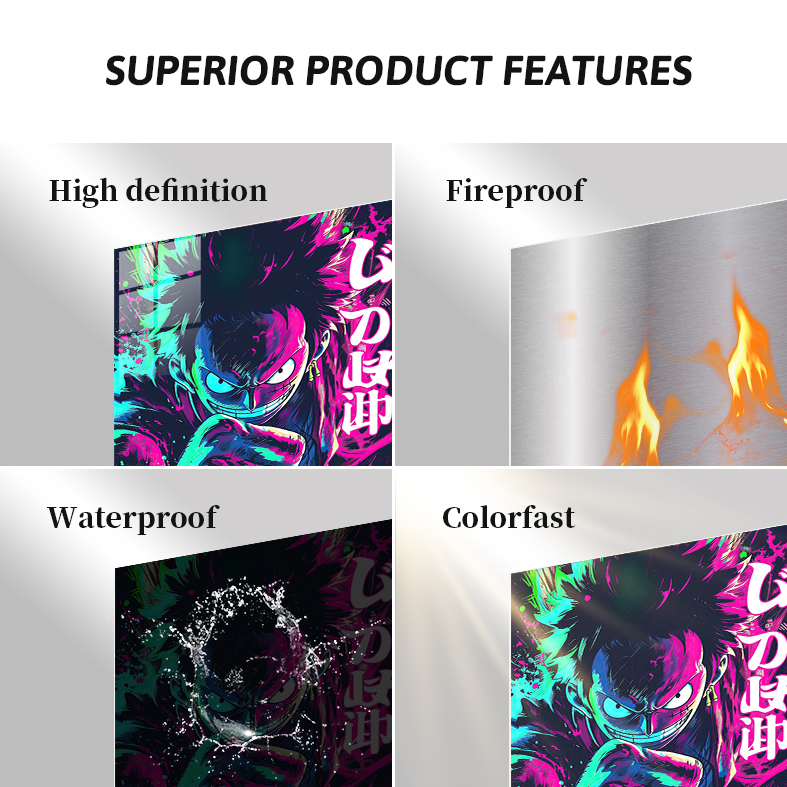 SUPERIOR PRODUCT FEATURES
High definition
Fireproof
Waterproof
Colorfast